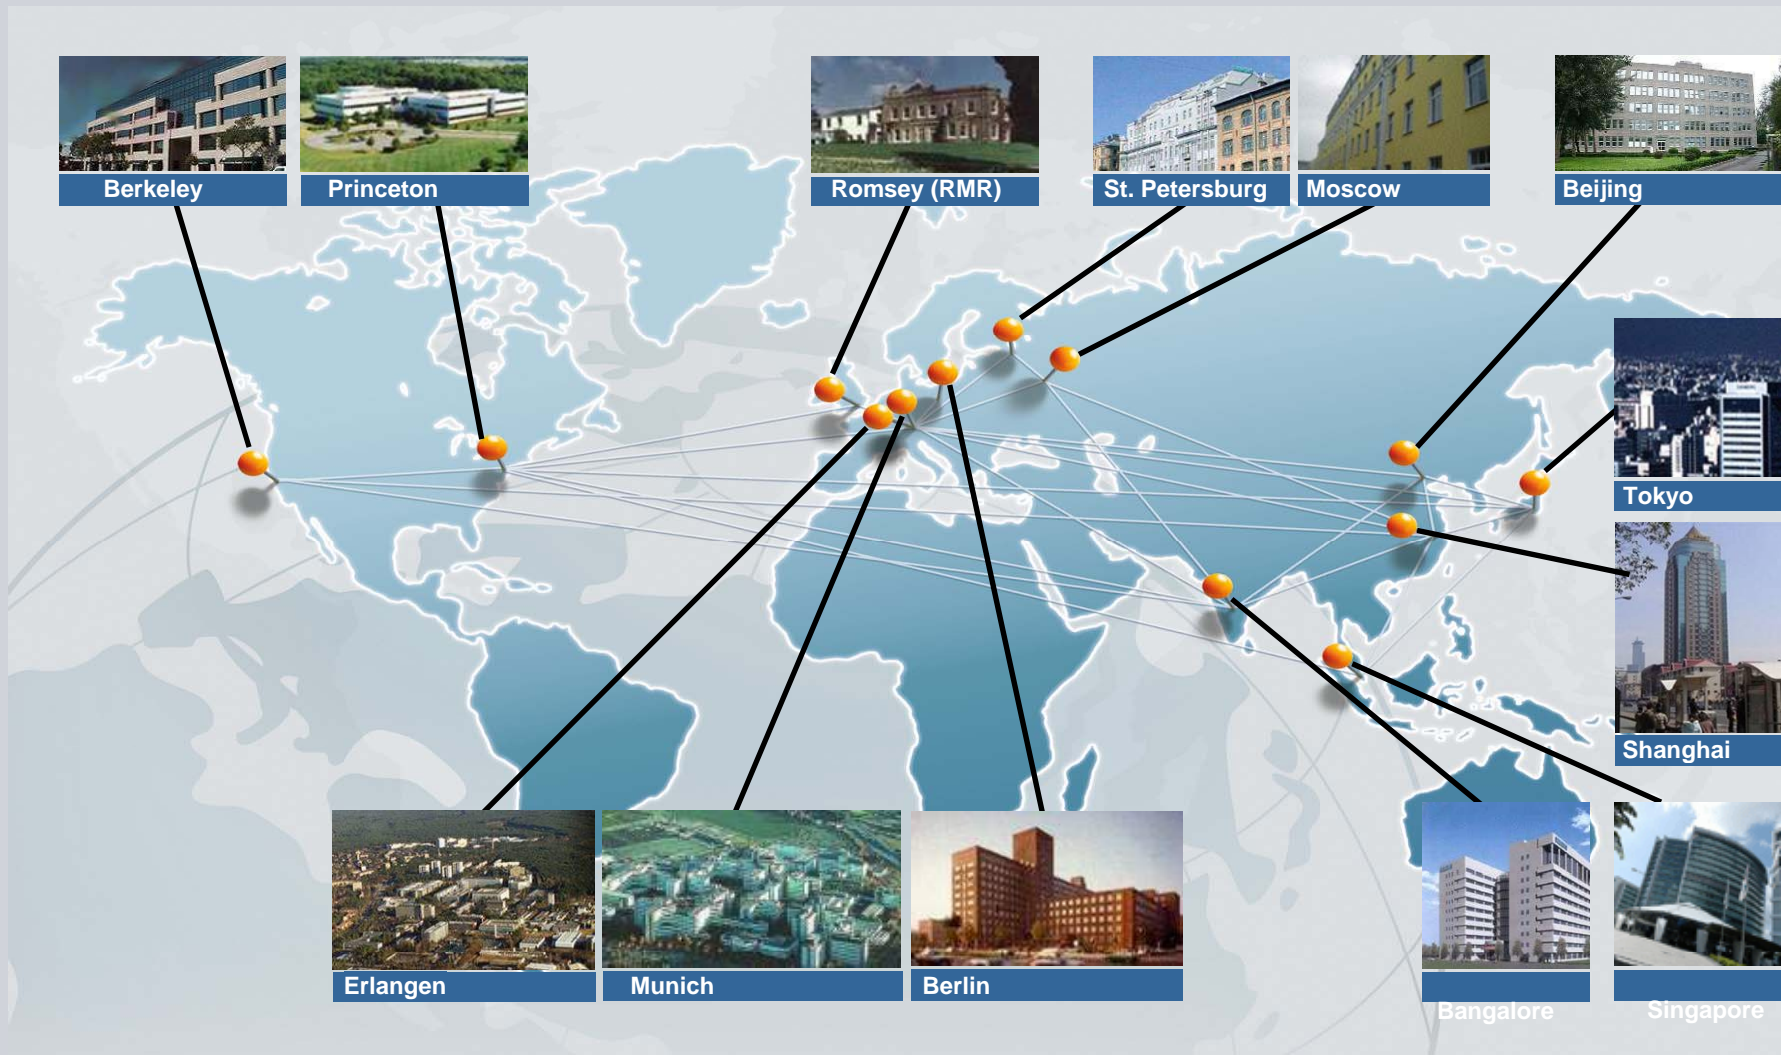 Berkeley
Princeton
Romsey (RMR)
St. Petersburg
Moscow
Beijing
Tokyo
Shanghai
Erlangen
Munich
Berlin
Bangalore
Singapore